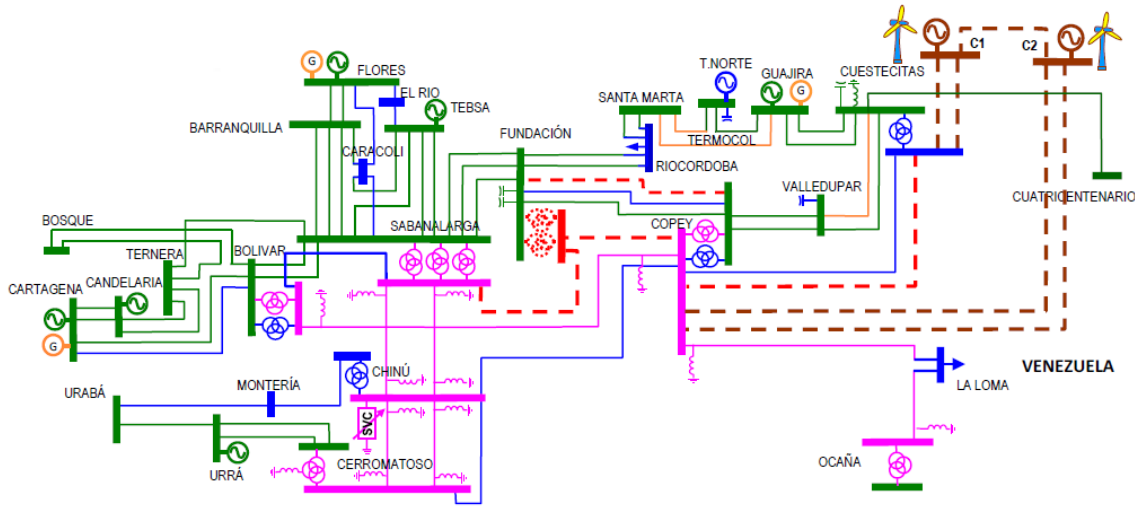 C1
C2
G
FLORES
EL RIO
TEBSA
BARRANQUILLA
CARACOLI
FUNDACIÓN
SANTA MARTA
T.NORTE
GUAJIRA
G
CUESTECITAS
TERMOCOL
RIOCORDOBA
VALLEDUPAR
CUATRICENTENARIO
COPEY
BOSQUE
TERNERA
BOLIVAR
SABANALARGA
CANDELARIA
CARTAGENA
G
CHINÚ
MONTERÍA
URABÁ
SVC
URRÁ
CERROMATOSO
LA LOMA
VENEZUELA
OCAÑA